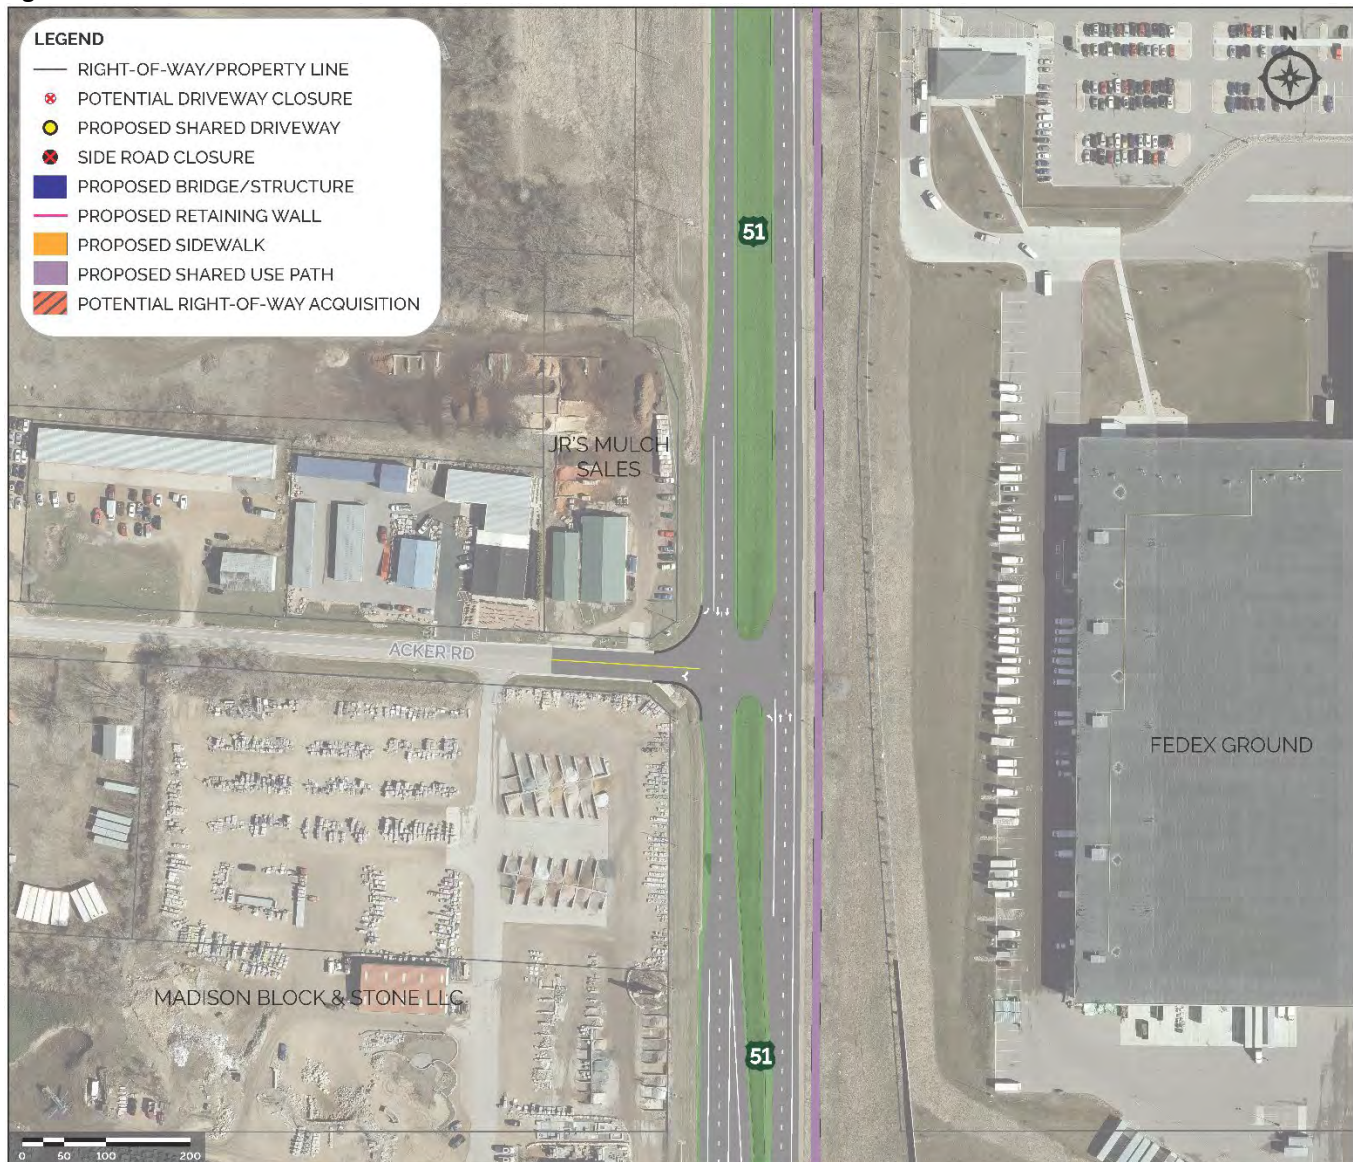 LEGEND
RIGHT-OF-WAY/PROPERTY LINE
POTENTIAL DRIVEWAY CLOSURE
PROPOSED SHARED DRIVEWAY
SIDE ROAD CLOSURE
PROPOSED BRIDGE/STRUCTURE
PROPOSED RETAINING WALL
PROPOSED SIDEWALK
PROPOSED SHARED USE PATH
POTENTIAL RIGHT-OF-WAY ACQUISITION
N
51
JR'S MULCH
SALES
ACKER RD
FEDEX GROUND
MADISON BLOCK & STONE LLC
51
0 50 100 200